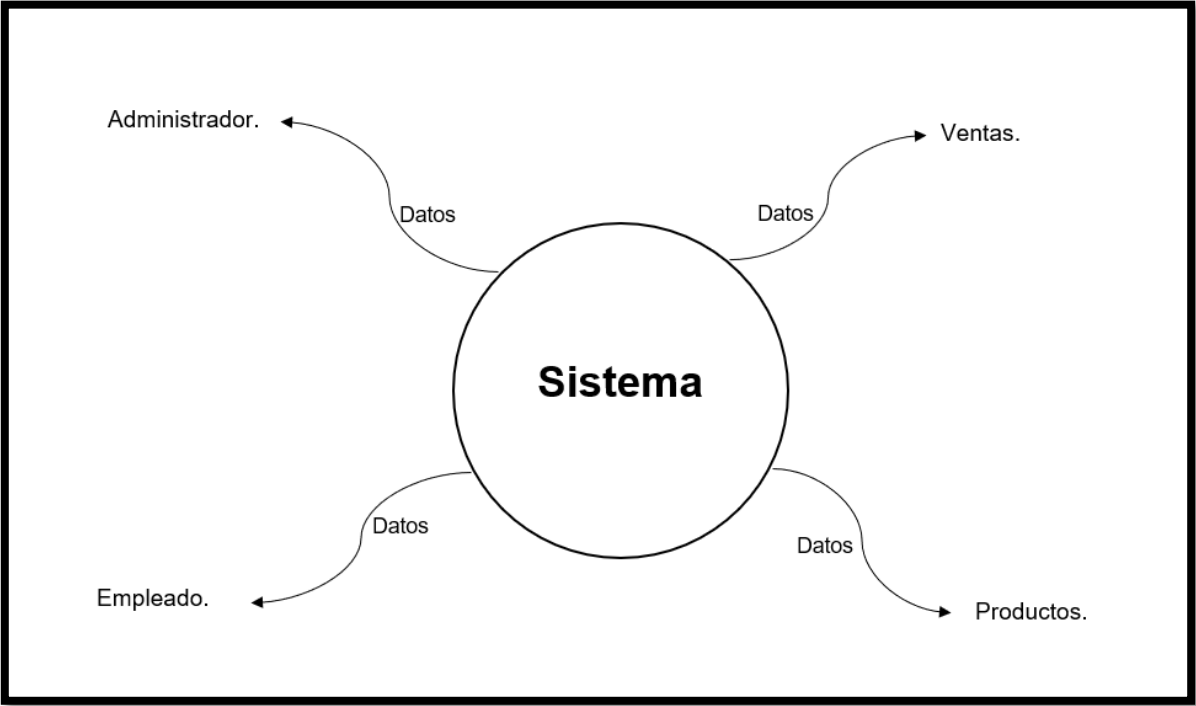 Administrador.
Ventas.
Datos
Datos
Sistema
Datos
Datos
Empleado.
Productos.